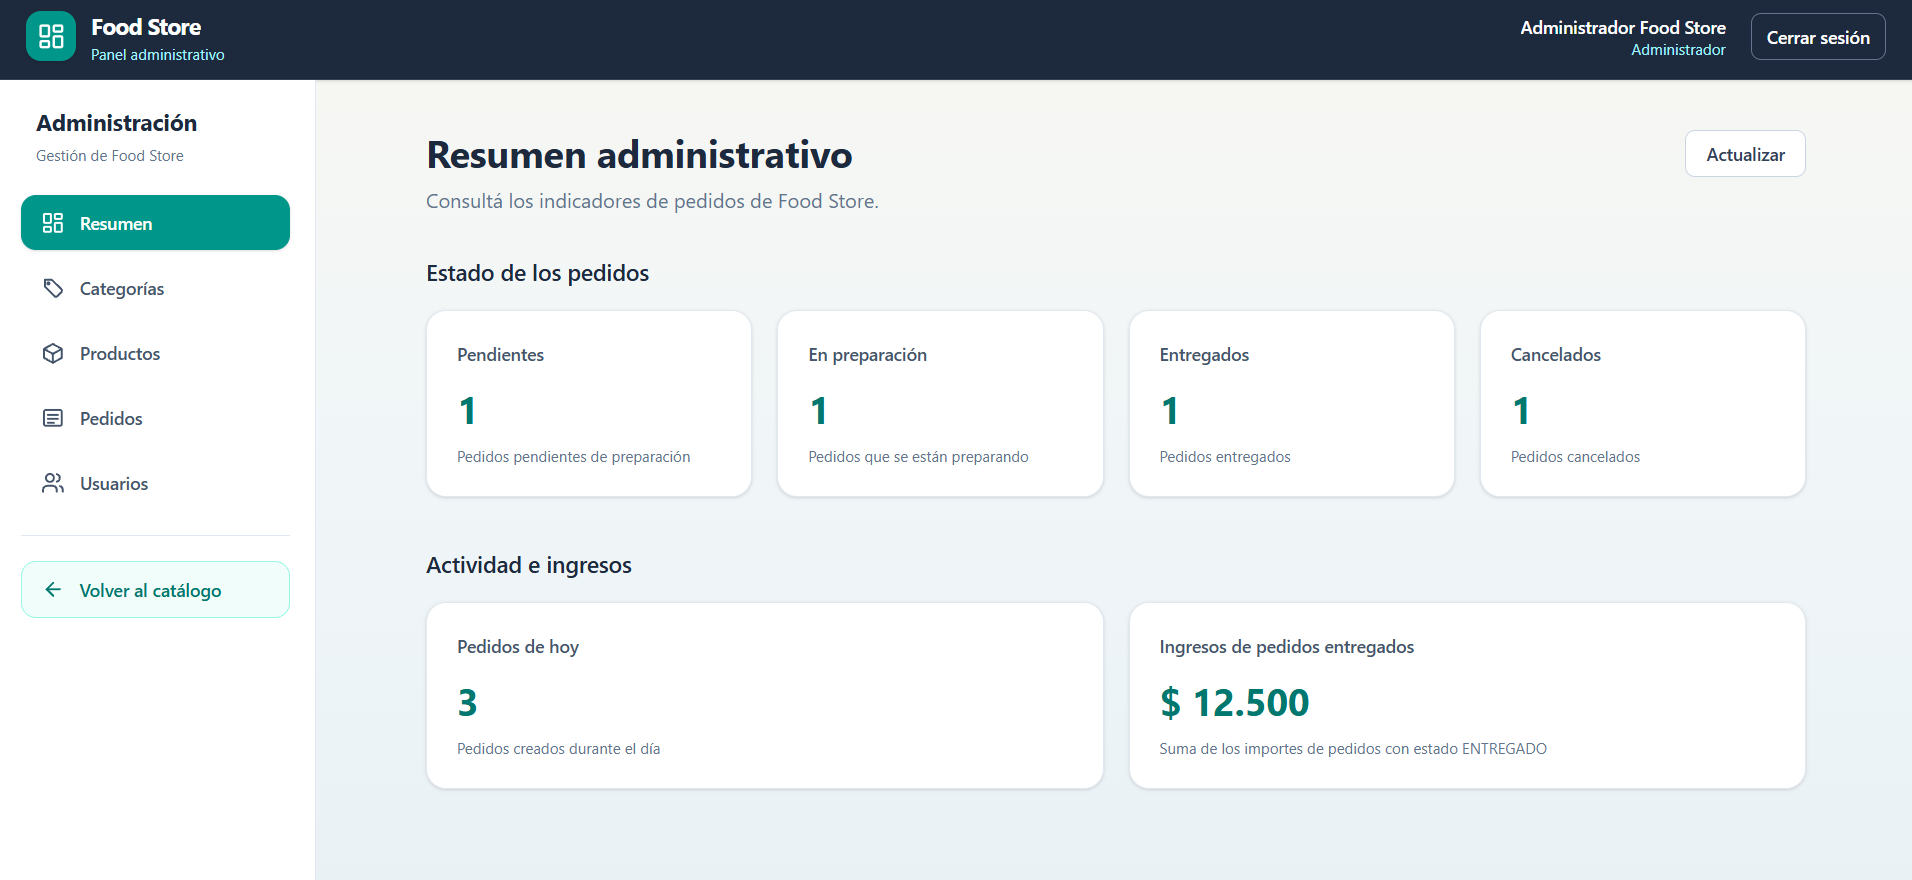 Food Store
Panel administrativo
Administrador Food Store
Administrador
Cerrar sesión
Administración
Gestión de Food Store
Resumen
Categorías
Productos
Pedidos
Usuarios
Volver al catálogo
Resumen administrativo
Consultá los indicadores de pedidos de Food Store.
Actualizar
Estado de los pedidos
Pendientes
1
Pedidos pendientes de preparación
En preparación
1
Pedidos que se están preparando
Entregados
1
Pedidos entregados
Cancelados
1
Pedidos cancelados
Actividad e ingresos
Pedidos de hoy
3
Pedidos creados durante el día
Ingresos de pedidos entregados
$ 12.500
Suma de los importes de pedidos con estado ENTREGADO